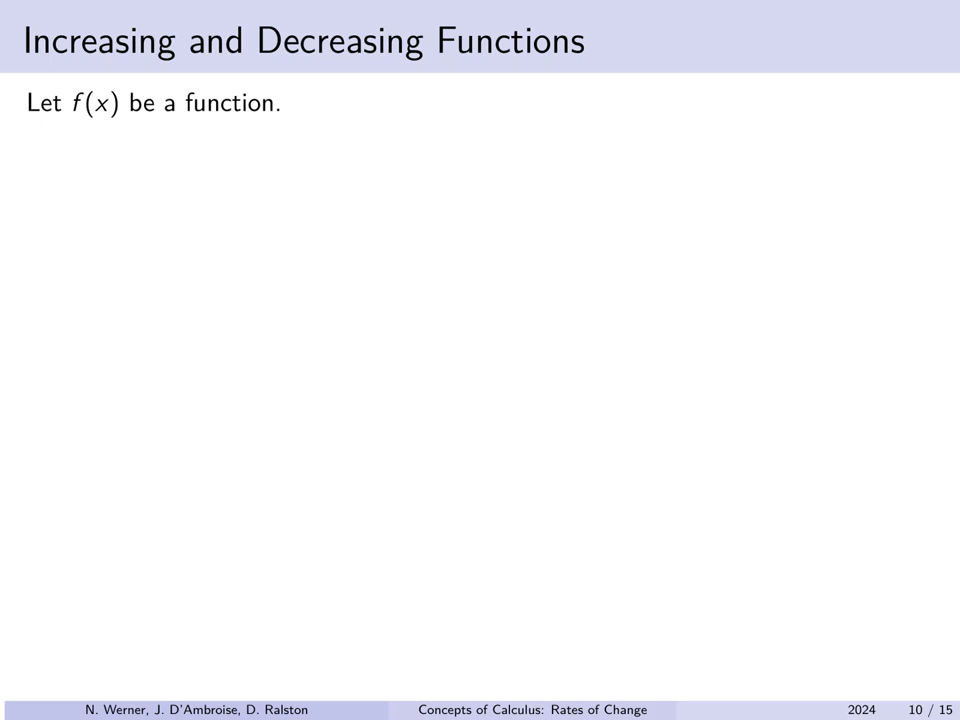 Increasing and Decreasing Functions
Let f(x) be a function.
N. Werner, J. D'Ambroise, D. Ralston
Concepts of Calculus: Rates of Change
2024
10 / 15